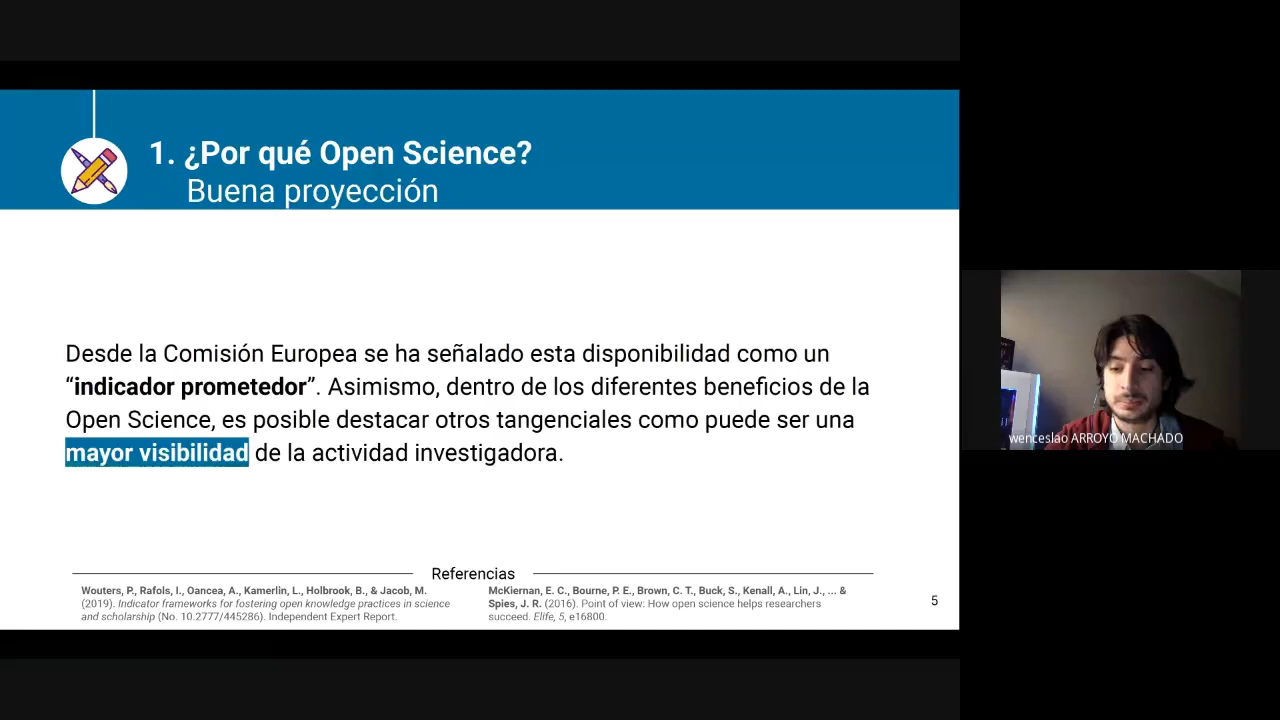 1. ¿Por qué Open Science?
Buena proyección
Desde la Comisión Europea se ha señalado esta disponibilidad como un
“indicador prometedor”. Asimismo, dentro de los diferentes beneficios de la
Open Science, es posible destacar otros tangenciales como puede ser una
mayor visibilidad de la actividad investigadora.
Referencias
Wouters, P., Rafols, I., Oancea, A., Kamerlin, L., Holbrook, B., & Jacob, M.
(2019). Indicator frameworks for fostering open knowledge practices in science
and scholarship (No. 10.2777/445286). Independent Expert Report.
McKiernan, E. C., Bourne, P. E., Brown, C. T., Buck, S., Kenall, A., Lin, J., ... &
Spies, J. R. (2016). Point of view: How open science helps researchers
succeed. Elife, 5, e16800.
5
wenceslao ARROYO MACHADO